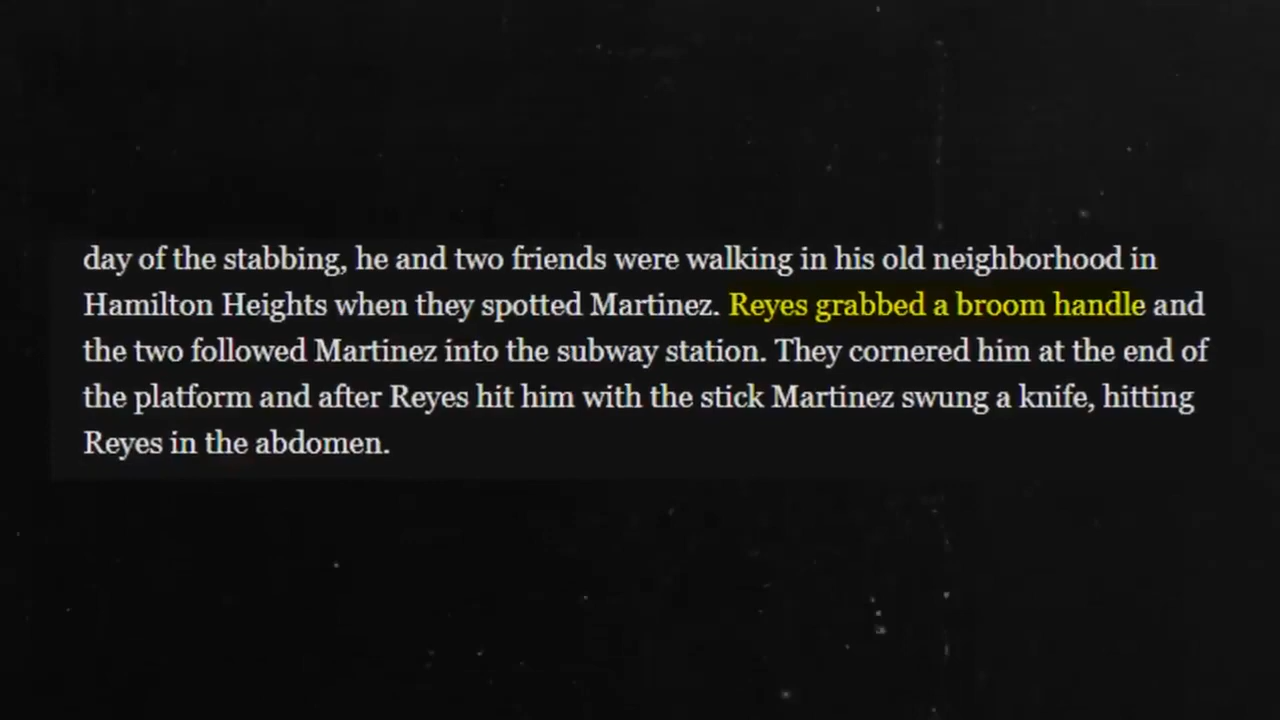 day of the stabbing, he and two friends were walking in his old neighborhood in
Hamilton Heights when they spotted Martinez. Reyes grabbed a broom handle and
the two followed Martinez into the subway station. They cornered him at the end of
the platform and after Reyes hit him with the stick Martinez swung a knife, hitting
Reyes in the abdomen.